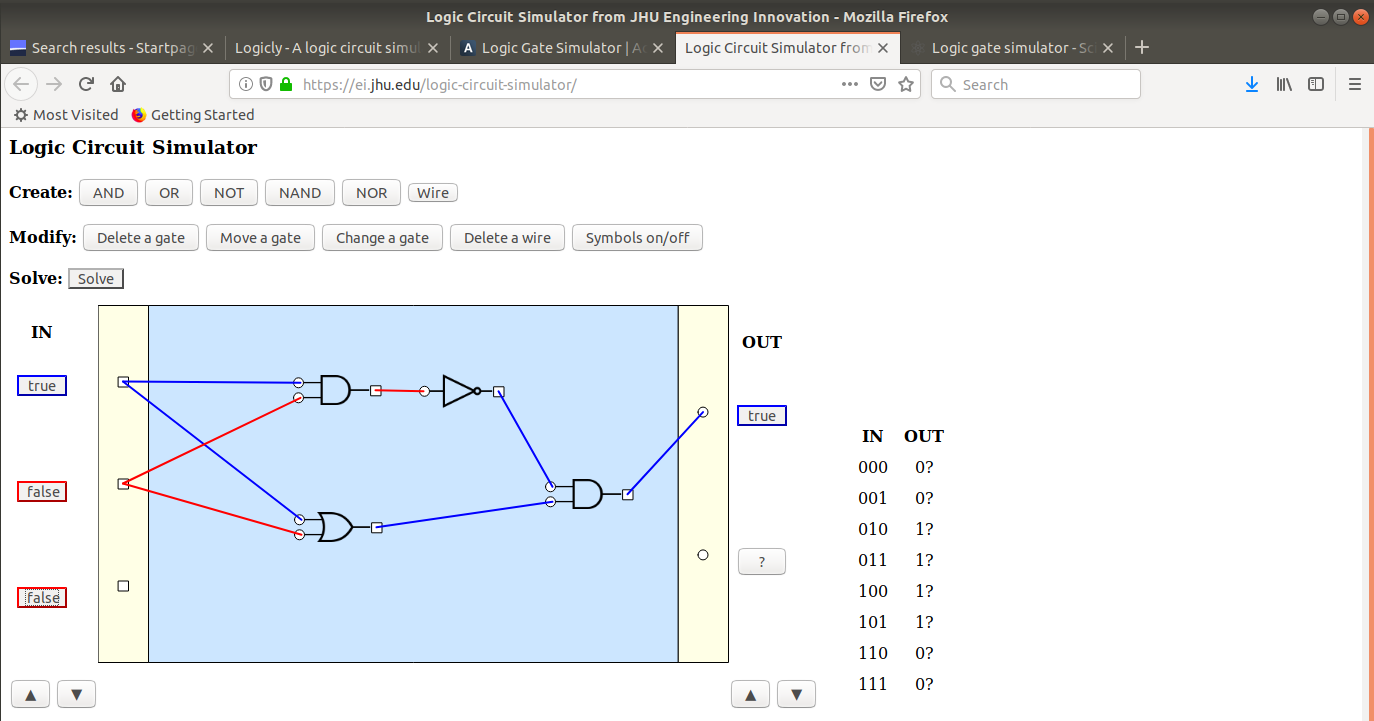 Logic Circuit Simulator from JHU Engineering Innovation - Mozilla Firefox
Search results - Startpag Logicly - A logic circuit simul Logic Gate Simulator | Ac Logic Circuit Simulator from Logic gate simulator - Sc
https://ei.jhu.edu/logic-circuit-simulator/ Search
Most Visited Getting Started
Logic Circuit Simulator
Create: AND OR NOT NAND NOR Wire
Modify: Delete a gate Move a gate Change a gate Delete a wire Symbols on/off
Solve: Solve
IN
OUT
true
true
IN OUT
000 0?
false
001 0?
010 1?
? 011 1?
false 100 1?
101 1?
110 0?
111 0?